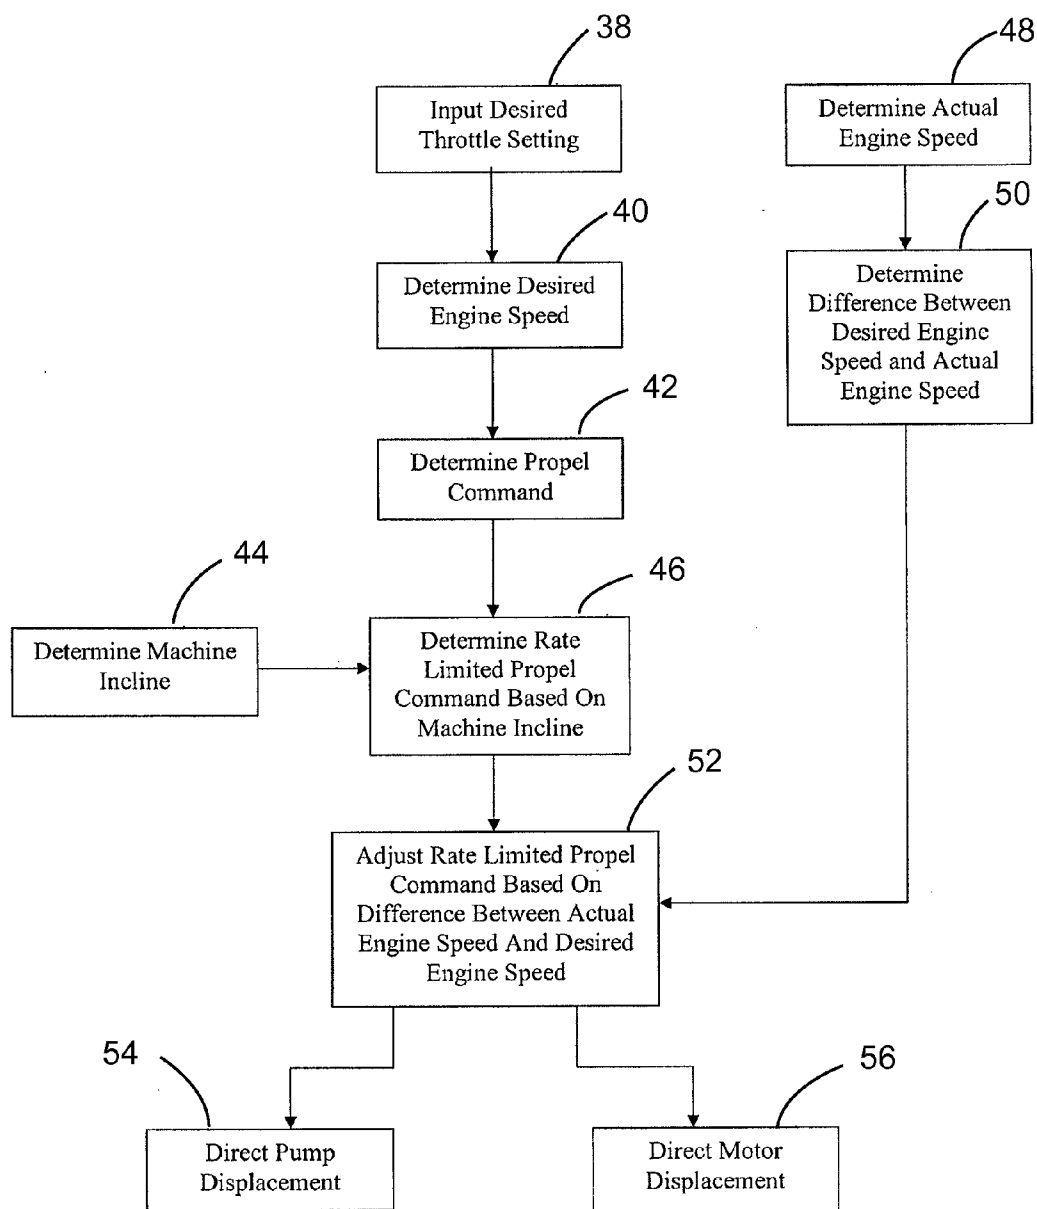 38
Input Desired
Throttle Setting
48
Determine Actual
Engine Speed
40
Determine Desired
Engine Speed
50
Determine
Difference Between
Desired Engine
Speed and Actual
Engine Speed
42
Determine Propel
Command
44
Determine Machine
Incline
46
Determine Rate
Limited Propel
Command Based On
Machine Incline
52
Adjust Rate Limited Propel
Command Based On
Difference Between Actual
Engine Speed And Desired
Engine Speed
54
Direct Pump
Displacement
56
Direct Motor
Displacement